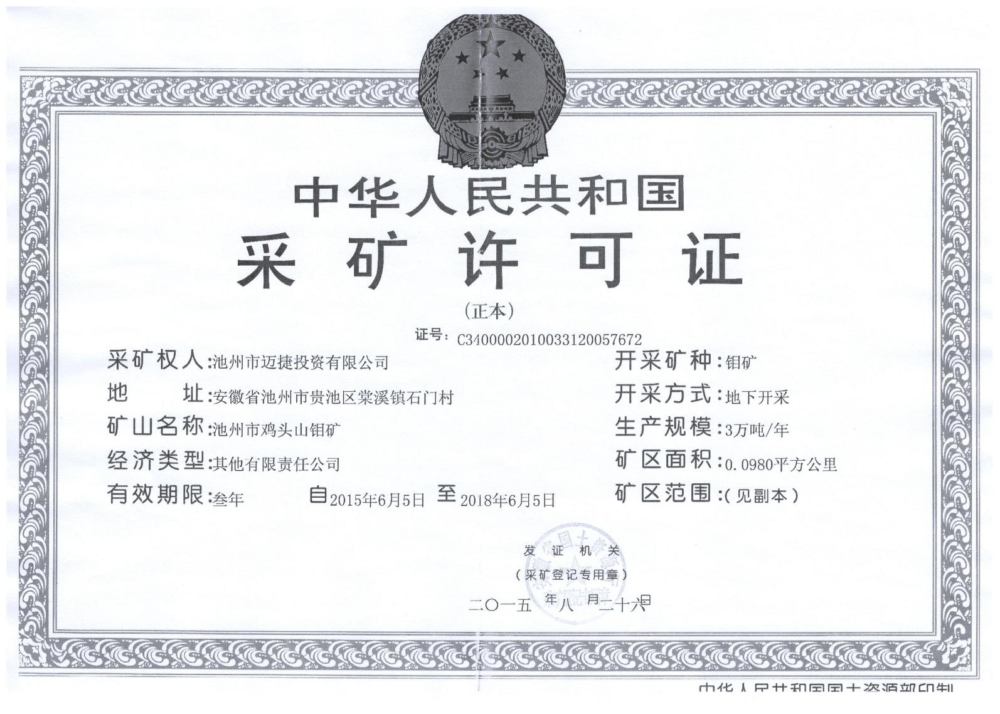 中华人民共和国
采矿许可证
(正本)
证号: C3400002010033120057672
采矿权人:池州市迈捷投资有限公司
地 址:安徽省池州市贵池区棠溪镇石门村
矿山名称:池州市鸡头山钼矿
经济类型:其他有限责任公司
有效期限:叁年 自2015年6月5日 至2018年6月5日
开采矿种:钼矿
开采方式:地下开采
生产规模:3万吨/年
矿区面积:0.0980平方公里
矿区范围:(见副本)
发证机关
(采矿登记专用章)
二〇一五年八月二十六日
中华人民共和国国土资源部印制